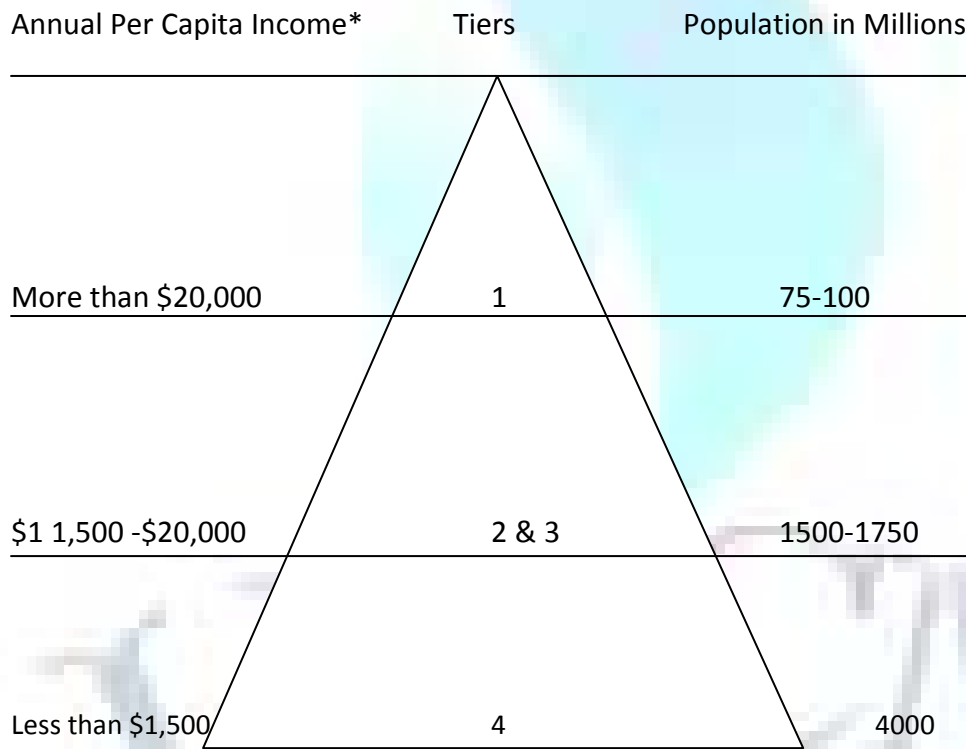 Annual Per Capita Income* Tiers Population in Millions
More than $20,000 1 75-100
$1 1,500 -$20,000 2 & 3 1500-1750
Less than $1,500 4 4000